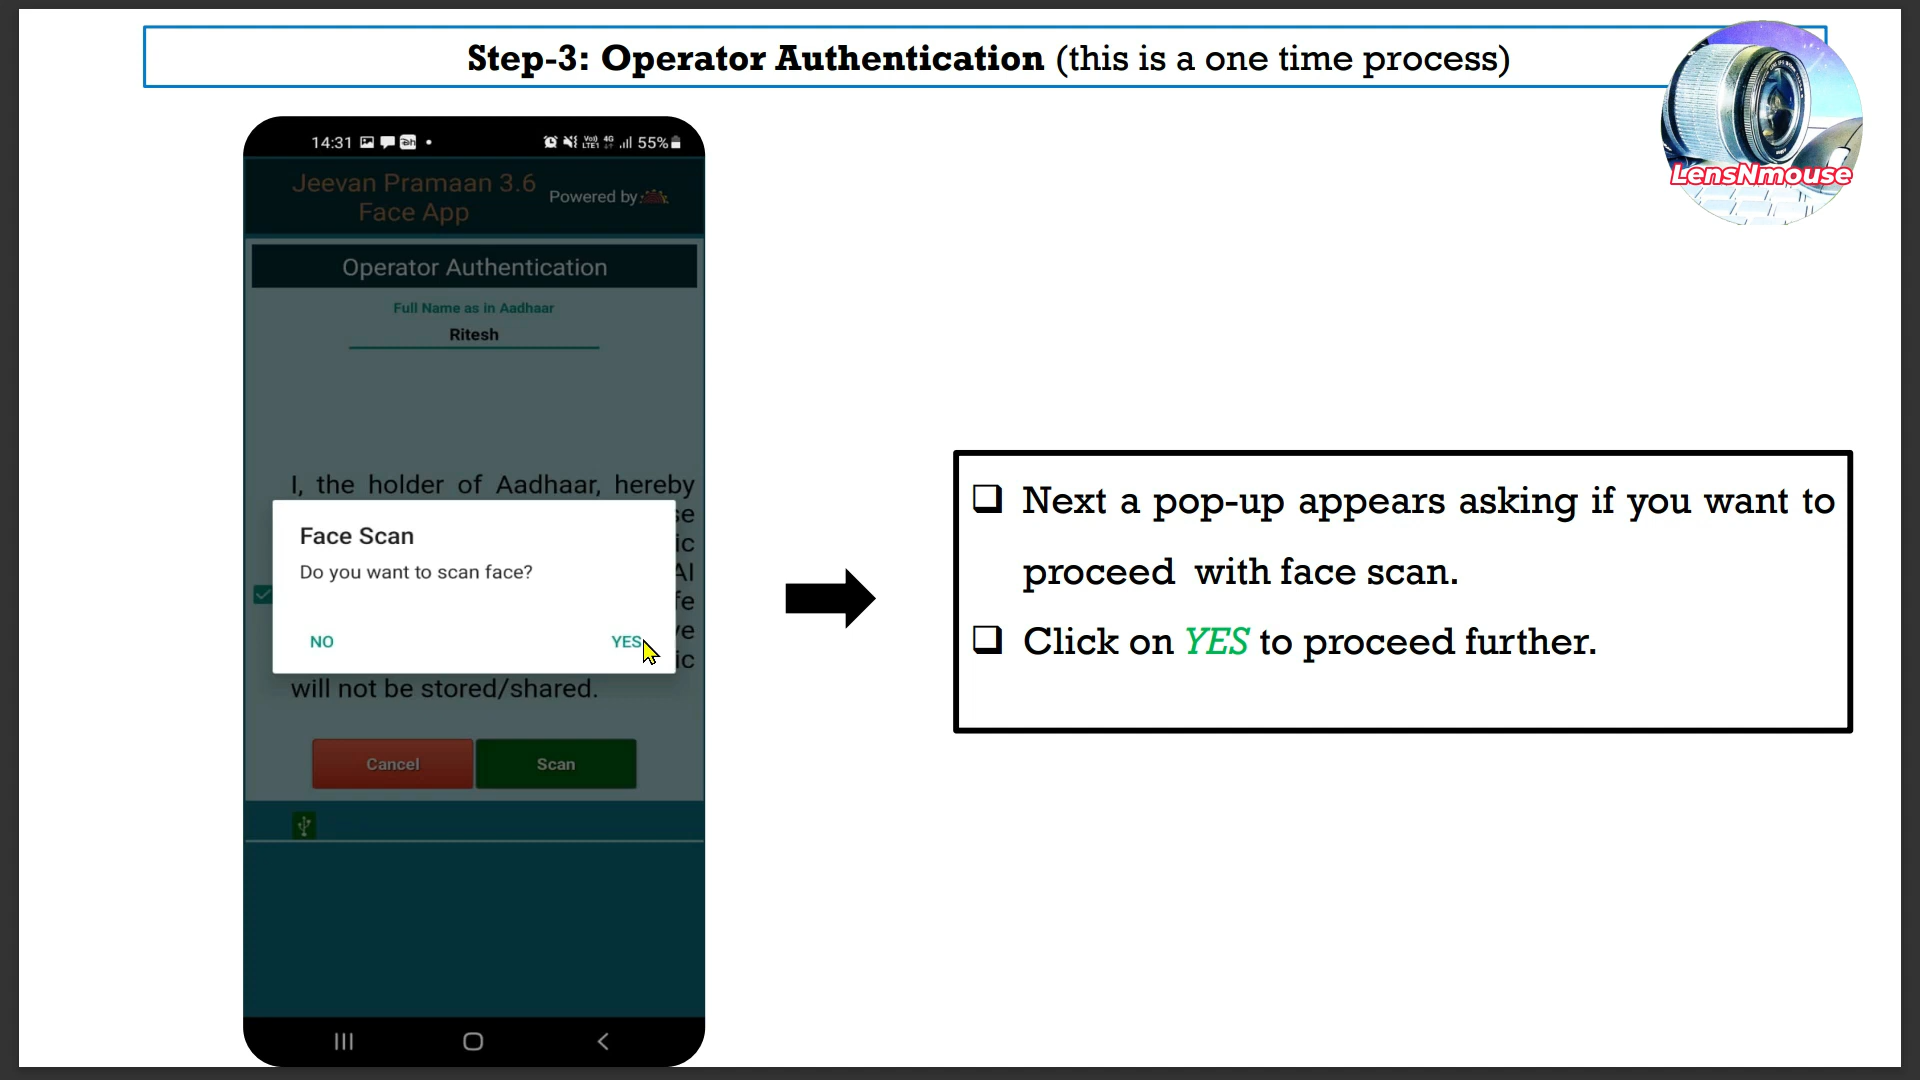 Step-3: Operator Authentication (this is a one time process)
LensNmouse
14:31
55%
Jeevan Pramaan 3.6
Face App
Powered by
Operator Authentication
Full Name as in Aadhaar
Ritesh
I, the holder of Aadhaar, hereby
Face Scan
Do you want to scan face?
NO
YES
will not be stored/shared.
Cancel
Scan
Next a pop-up appears asking if you want to
proceed with face scan.
Click on YES to proceed further.